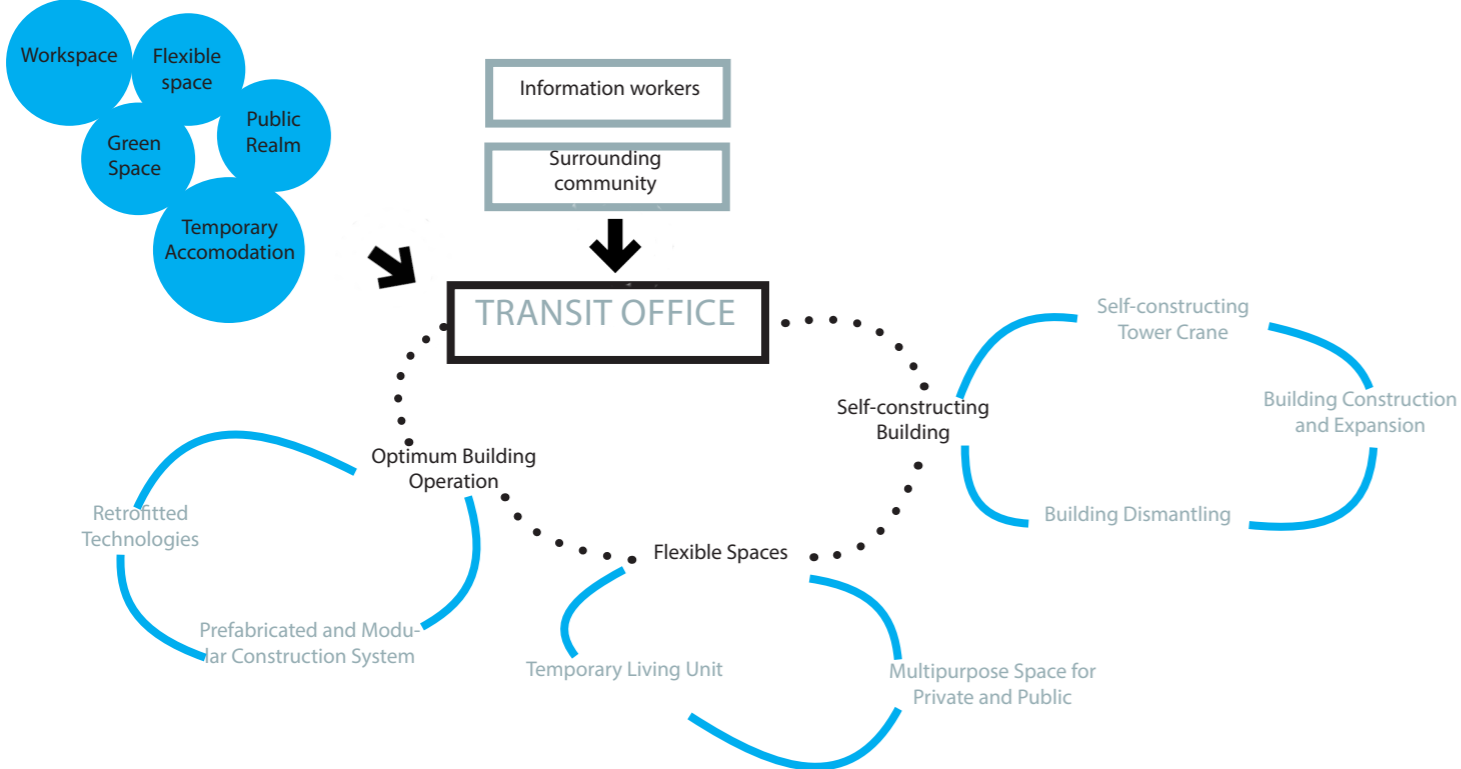 Workspace
Flexible
space
Green
Space
Public
Realm
Temporary
Accomodation
Information workers
Surrounding
community
TRANSIT OFFICE
Self-constructing
Tower Crane
Self-constructing
Building
Building Construction
and Expansion
Building Dismantling
Optimum Building
Operation
Retrofitted
Technologies
Prefabricated and Modu-
lar Construction System
Flexible Spaces
Temporary Living Unit
Multipurpose Space for
Private and Public